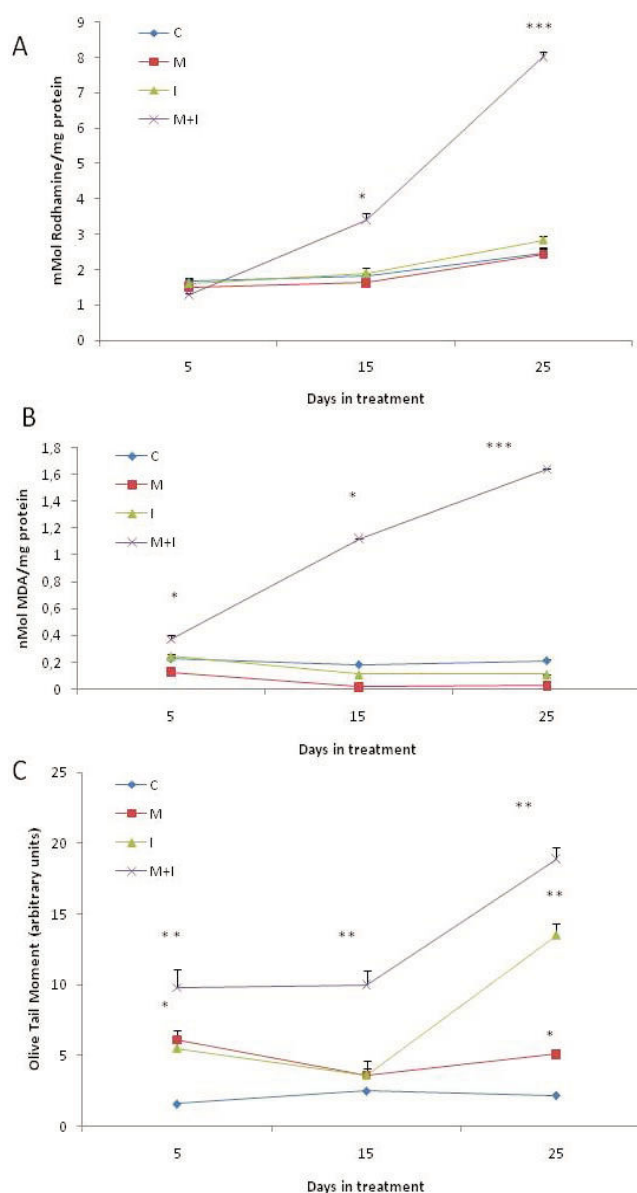 A
9
8
7
6
5
4
3
2
1
0
C
M
I
M+I
*
***
mMol Rodhamine/mg protein
5 15 25
Days in treatment
B
1,8
1,6
1,4
1,2
1
0,8
0,6
0,4
0,2
0
C
M
I
M+I
*
*
***
nMol MDA/mg protein
5 15 25
Days in treatment
C
25
20
15
10
5
0
C
M
I
M+I
**
*
**
**
**
*
Olive Tail Moment (arbitrary units)
5 15 25
Days in treatment